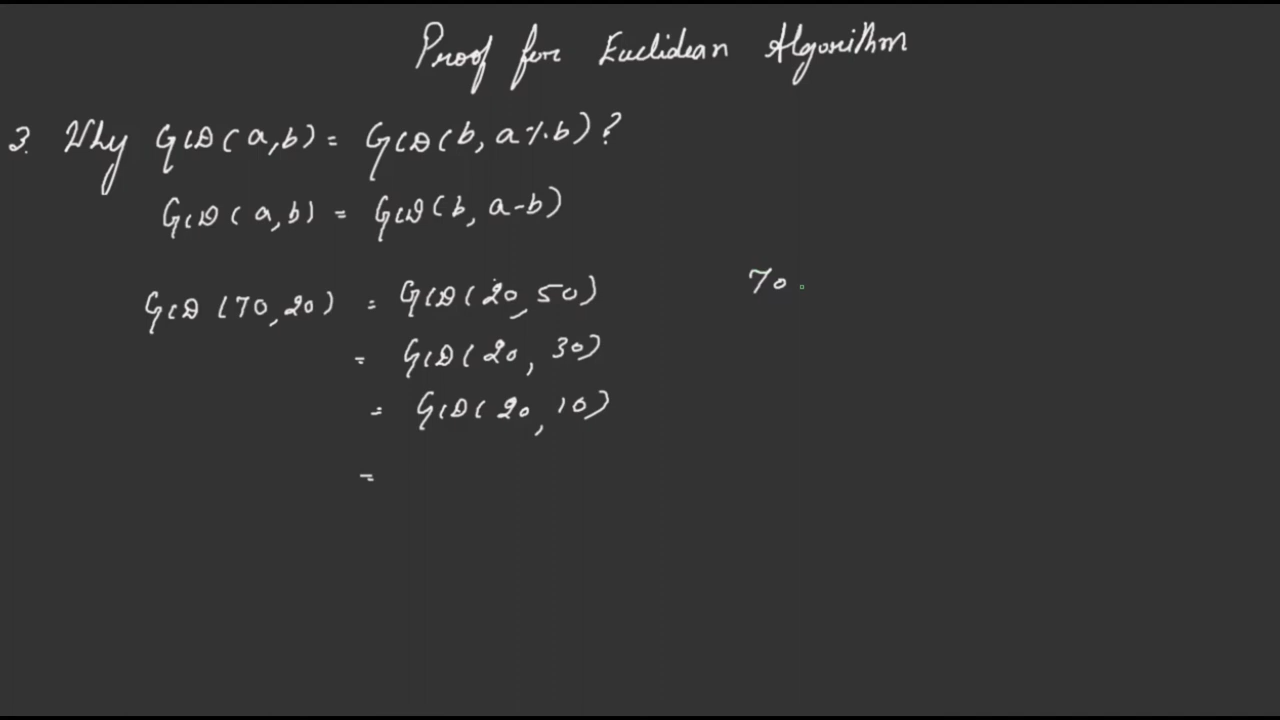 Proof for Euclidean Algorithm
3. Why GCD(a,b) = GCD(b, a%b)?
GCD(a,b) = GCD(b, a-b)
GCD(70,20) = GCD(20,50)
70
= GCD(20,30)
= GCD(20,10)
=